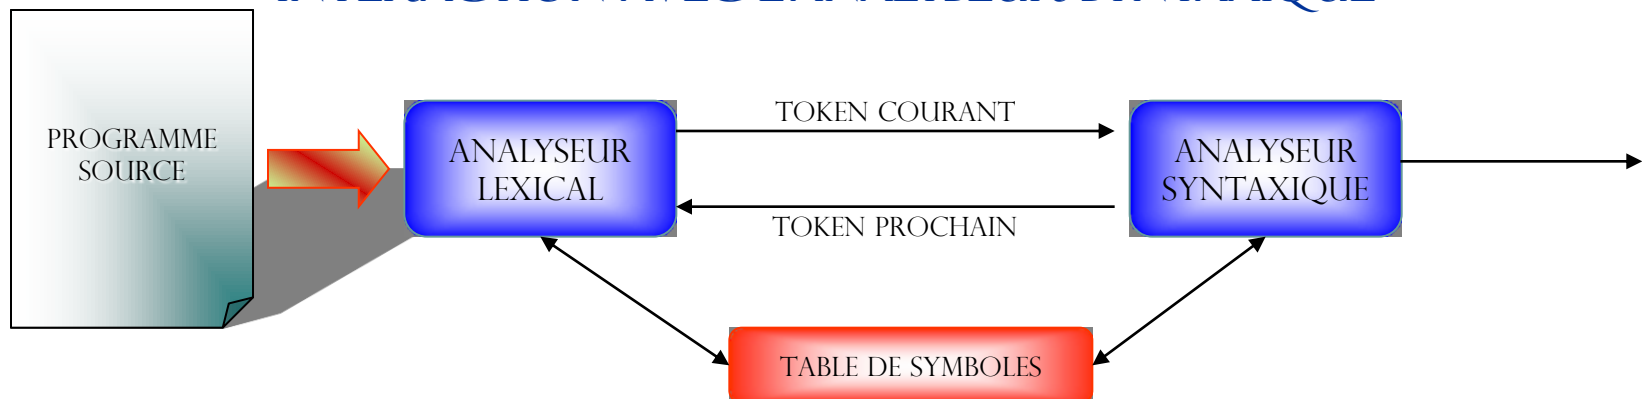 PROGRAMME
SOURCE
ANALYSEUR
LEXICAL
TOKEN COURANT
TOKEN PROCHAIN
ANALYSEUR
SYNTAXIQUE
TABLE DE SYMBOLES